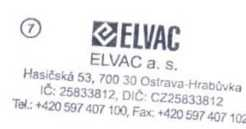 7
ELVAC
ELVAC a. s.
Hasičská 53, 700 30 Ostrava-Hrabůvka
IČ: 25833812, DIČ: CZ25833812
Tel.: +420 597 407 100, Fax: +420 597 407 102